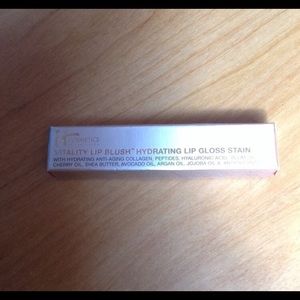 it
COSMETICS
VITALITY LIP BLUSH™ HYDRATING LIP GLOSS STAIN
WITH HYDRATING ANTI-AGING COLLAGEN, PEPTIDES, HYALURONIC ACID,
CHERRY OIL, SHEA BUTTER, AVOCADO OIL, ARGAN OIL, JOJOBA OIL &